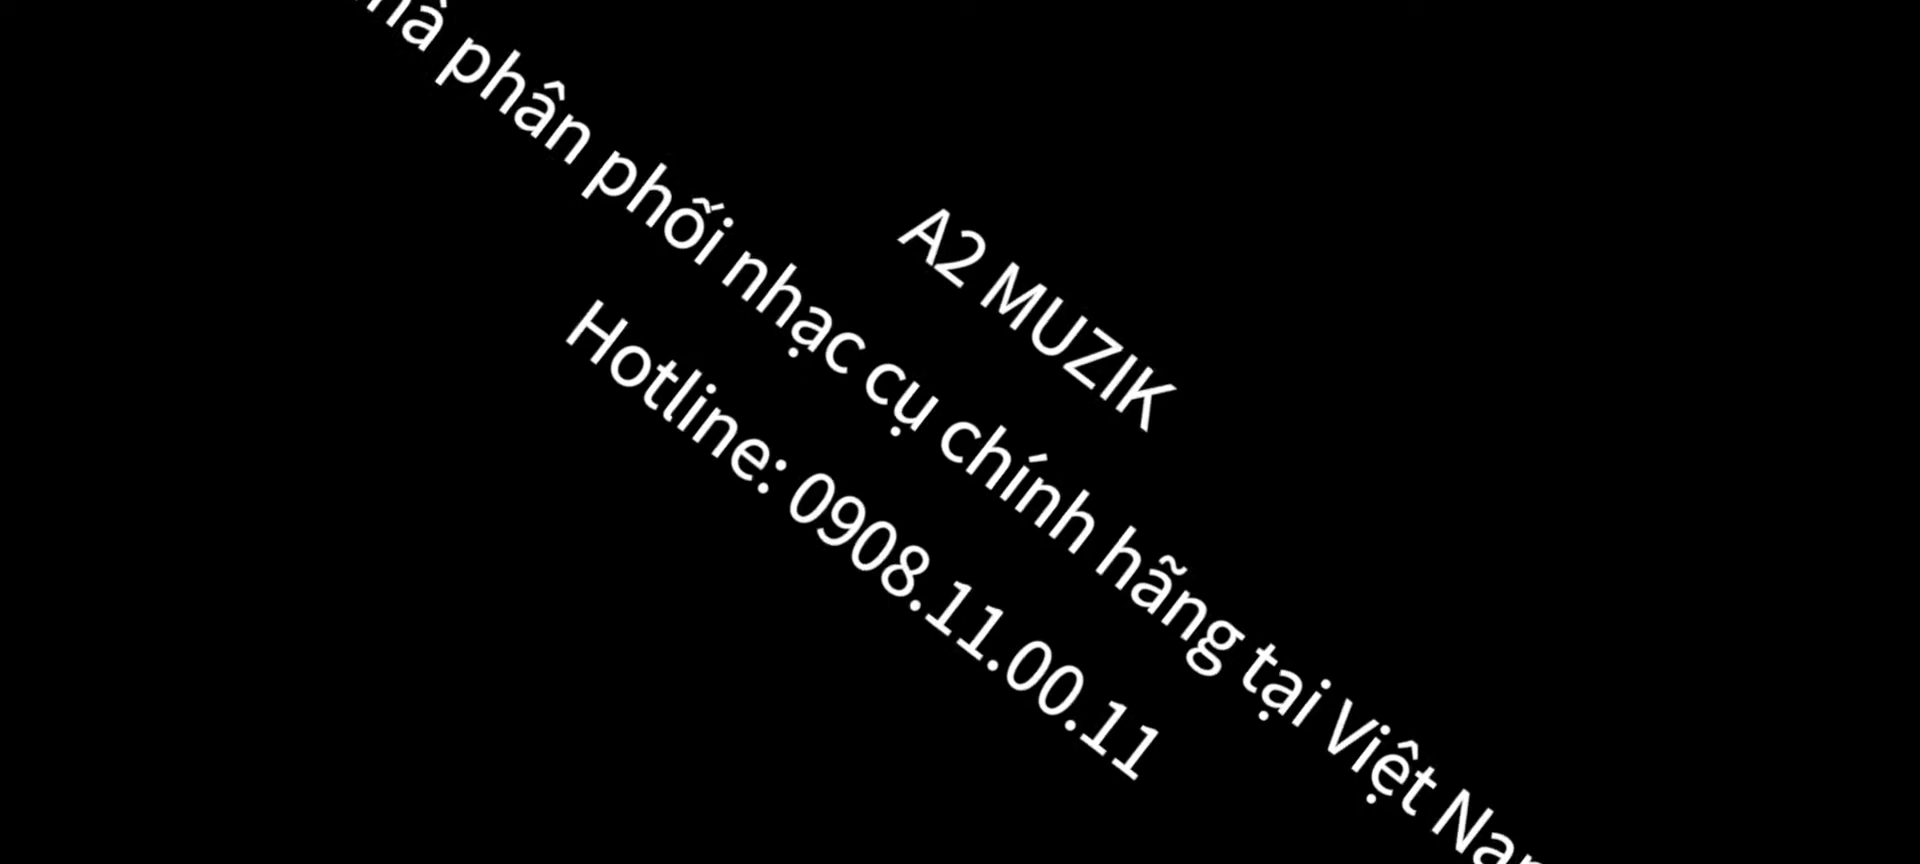 A2 MUZIK
phân phối nhạc cụ chính hãng tại Việt
Hotline: 0908.11.00.11